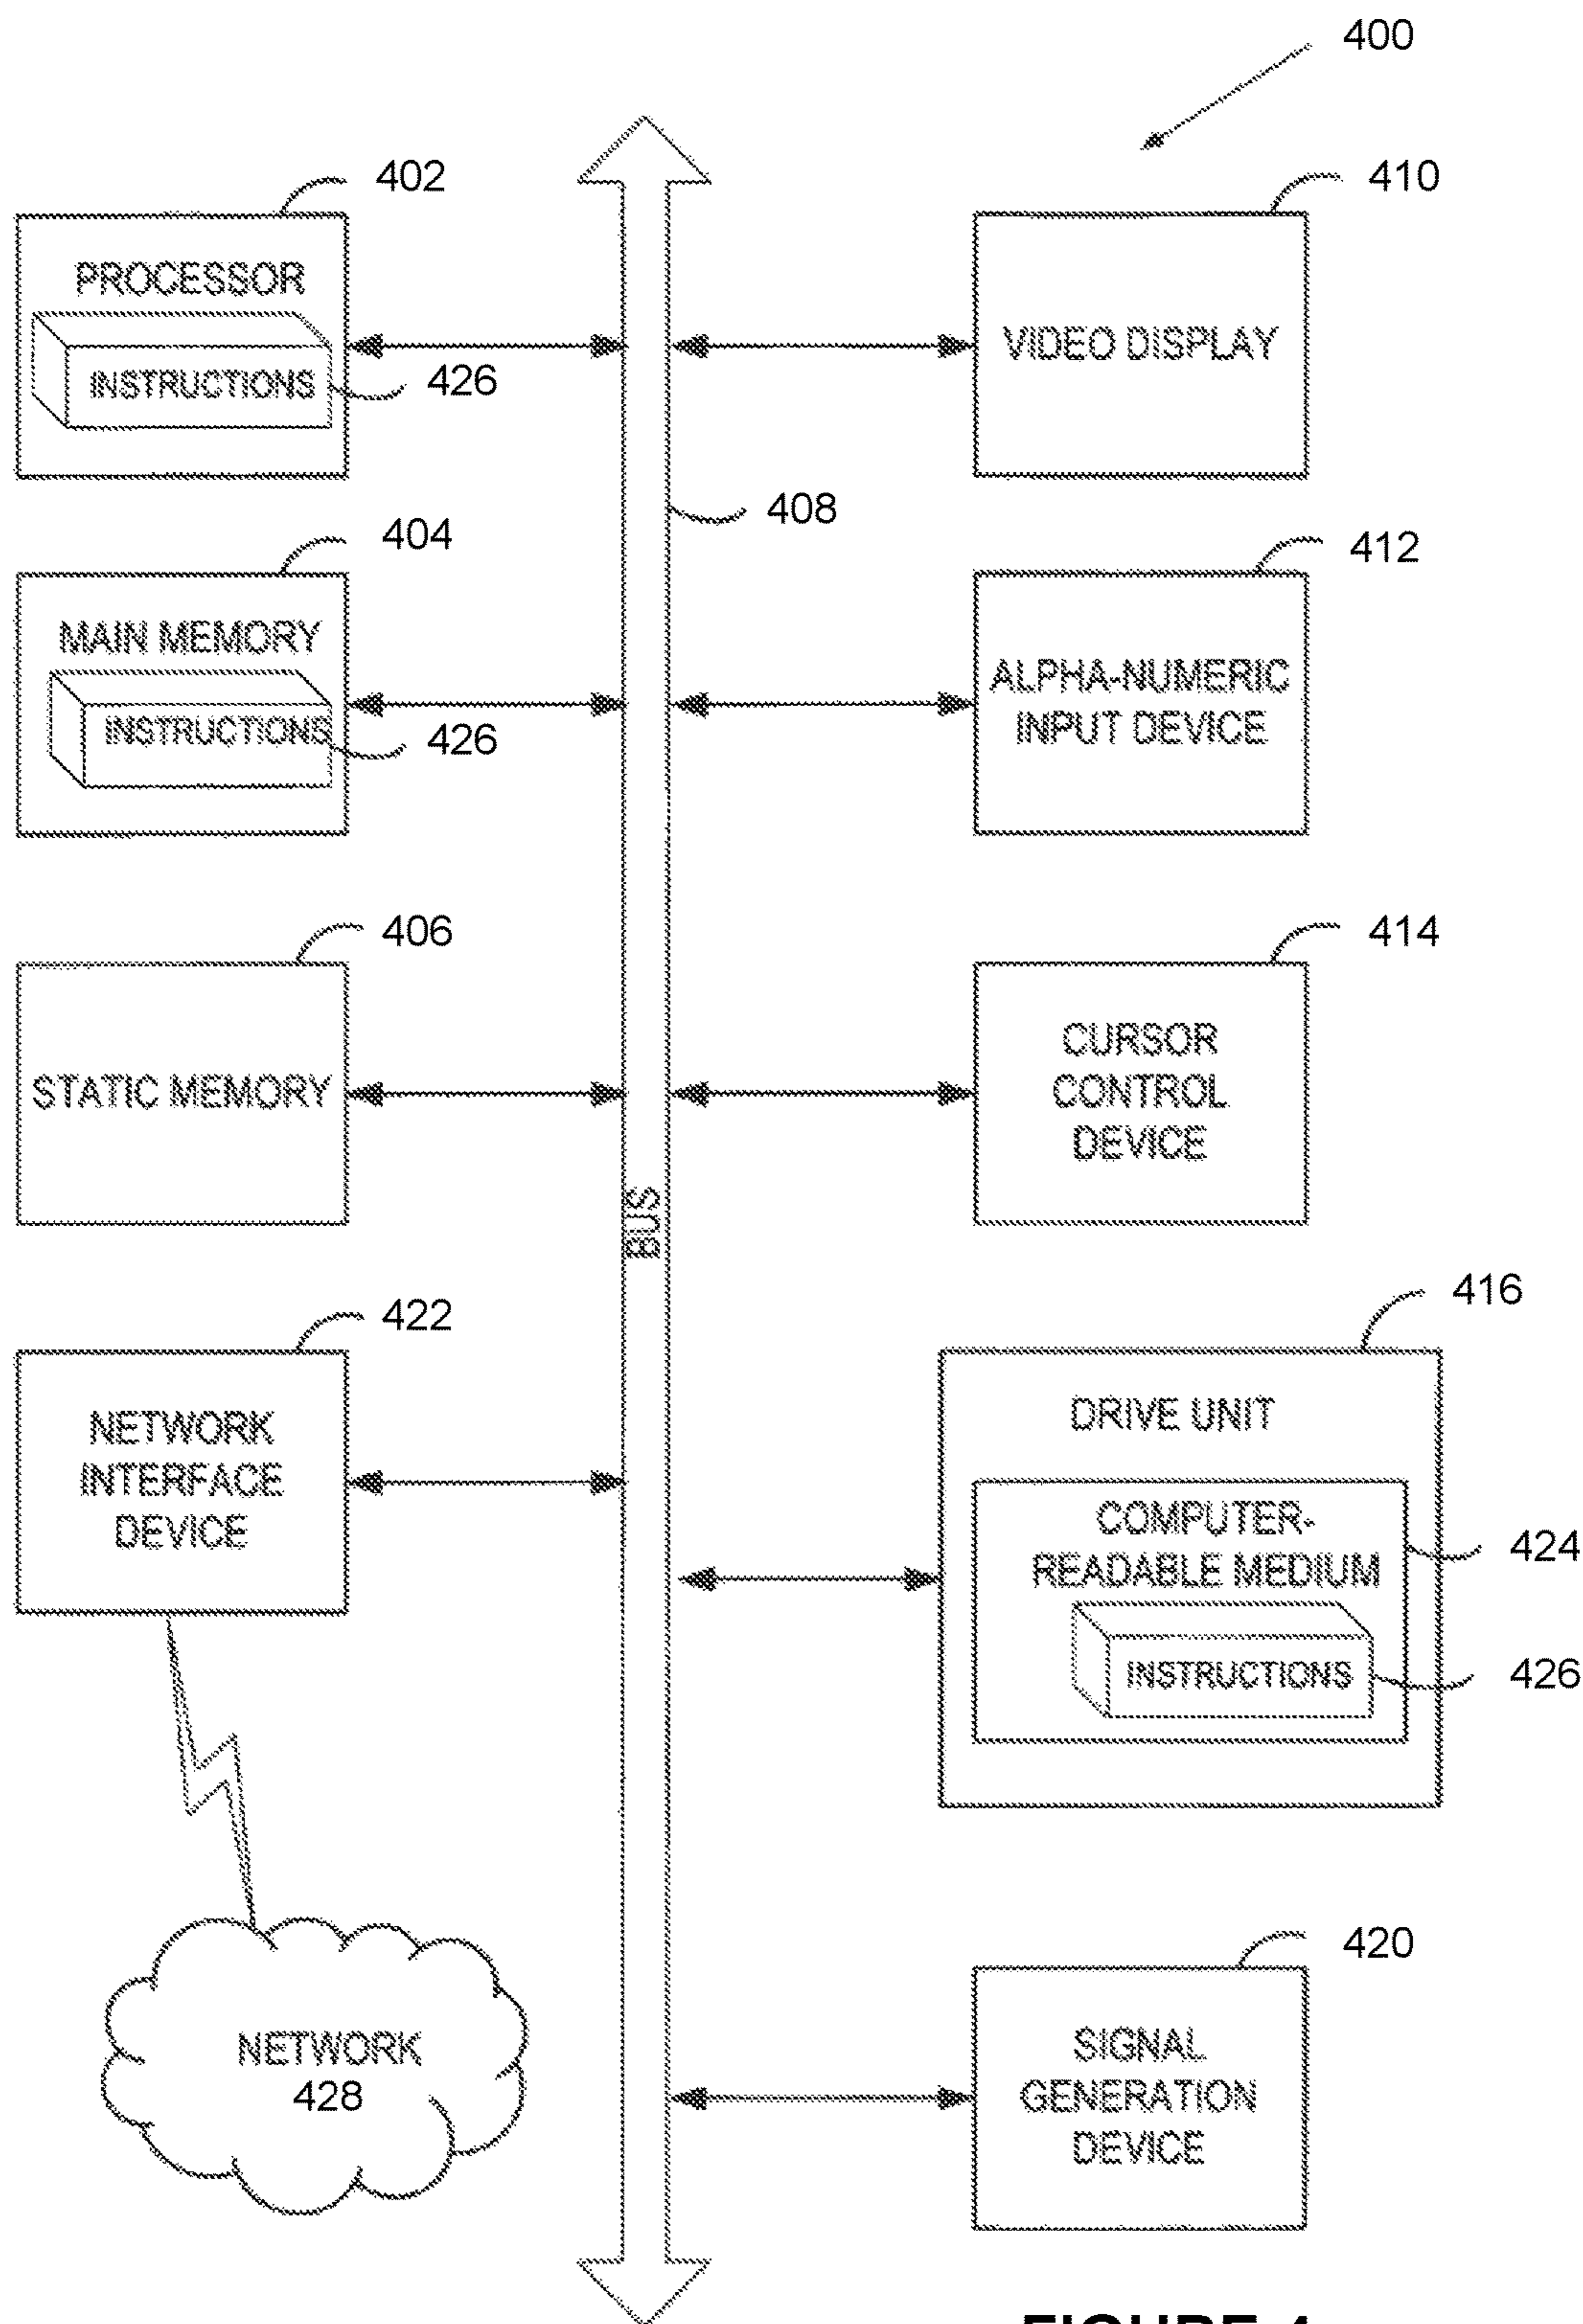 400
402
PROCESSOR
INSTRUCTIONS
426
410
VIDEO DISPLAY
408
404
MAIN MEMORY
INSTRUCTIONS
426
412
ALPHA-NUMERIC
INPUT DEVICE
406
STATIC MEMORY
414
CURSOR
CONTROL
DEVICE
BUS
422
NETWORK
INTERFACE
DEVICE
416
DRIVE UNIT
COMPUTER-
READABLE MEDIUM
424
INSTRUCTIONS
426
NETWORK
428
420
SIGNAL
GENERATION
DEVICE
FIGURE 4